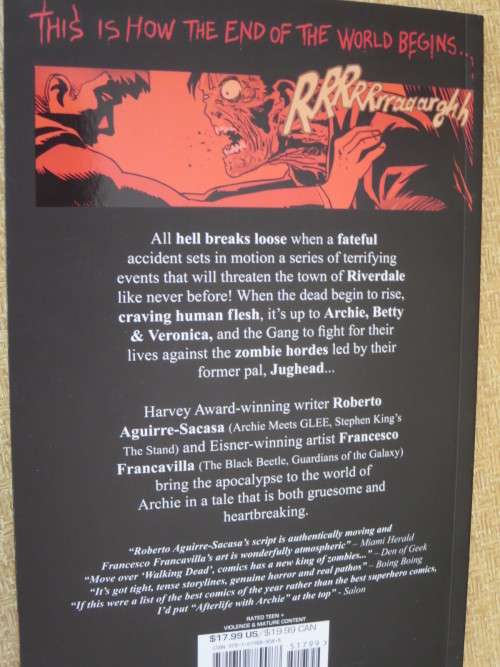 THIS IS HOW THE END OF THE WORLD BEGINS...
RRRRRrraaarghh
All hell breaks loose when a fateful
accident sets in motion a series of terrifying
events that will threaten the town of Riverdale
like never before! When the dead begin to rise,
craving human flesh, it's up to Archie, Betty
& Veronica, and the Gang to fight for their
lives against the zombie hordes led by their
former pal, Jughead...
Harvey Award-winning writer Roberto
Aguirre-Sacasa (Archie Meets GLEE, Stephen King's
The Stand) and Eisner-winning artist Francesco
Francavilla (The Black Beetle, Guardians of the Galaxy)
bring the apocalypse to the world of
Archie in a tale that is both gruesome and
heartbreaking.
"Roberto Aguirre-Sacasa's script is authentically moving and
Francesco Francavilla's art is wonderfully atmospheric" – Miami Herald
"Move over 'Walking Dead', comics has a new king of zombies..." – Den of Geek
"It's got tight, tense storylines, genuine horror and real pathos" – Boing Boing
"If this were a list of the best comics of the year rather than the best superhero comics,
I'd put "Afterlife with Archie" at the top" - Salon
RATED TEEN +
VIOLENCE & MATURE CONTENT
$17.99 US/$19.99 CAN
51799